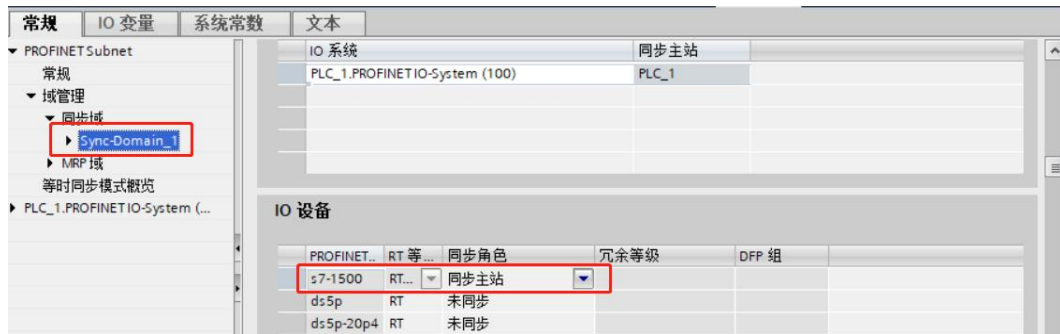 常规 IO 变量 系统常数 文本
PROFINET Subnet
常规
域管理
同步域
Sync-Domain_1
MRP 域
等时同步模式概览
PLC_1.PROFINET IO-System (...
IO 系统 同步主站
PLC_1.PROFINET IO-System (100) PLC_1
IO 设备
PROFINET.. RT 等... 同步角色 冗余等级 DFP 组
s7-1500 RT... 同步主站
ds5p RT 未同步
ds5p-20p4 RT 未同步